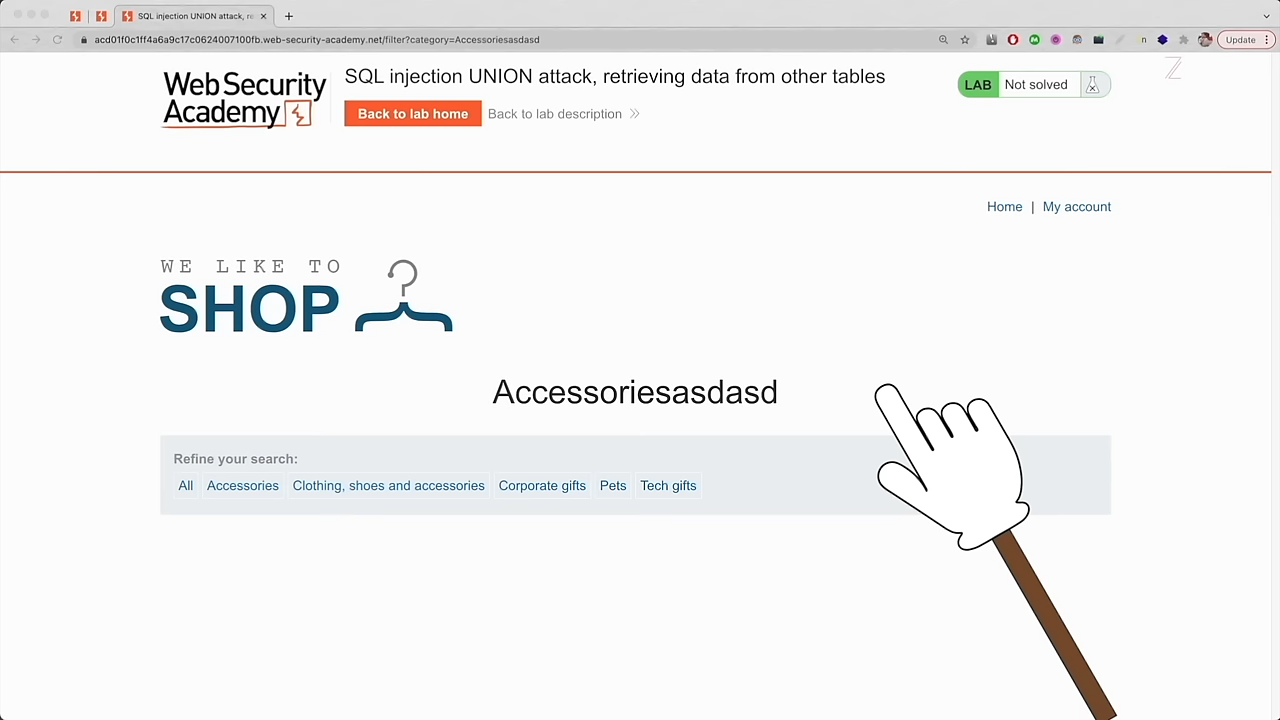 SQL injection UNION attack, re
acd01f0c1ff4a6a9c17c0624007100fb.web-security-academy.net/filter?category=Accessoriesasdasd
Update
Web Security
Academy
SQL injection UNION attack, retrieving data from other tables
Back to lab home
Back to lab description
LAB
Not solved
Home | My account
WE LIKE TO
SHOP
Accessoriesasdasd
Refine your search:
All
Accessories
Clothing, shoes and accessories
Corporate gifts
Pets
Tech gifts